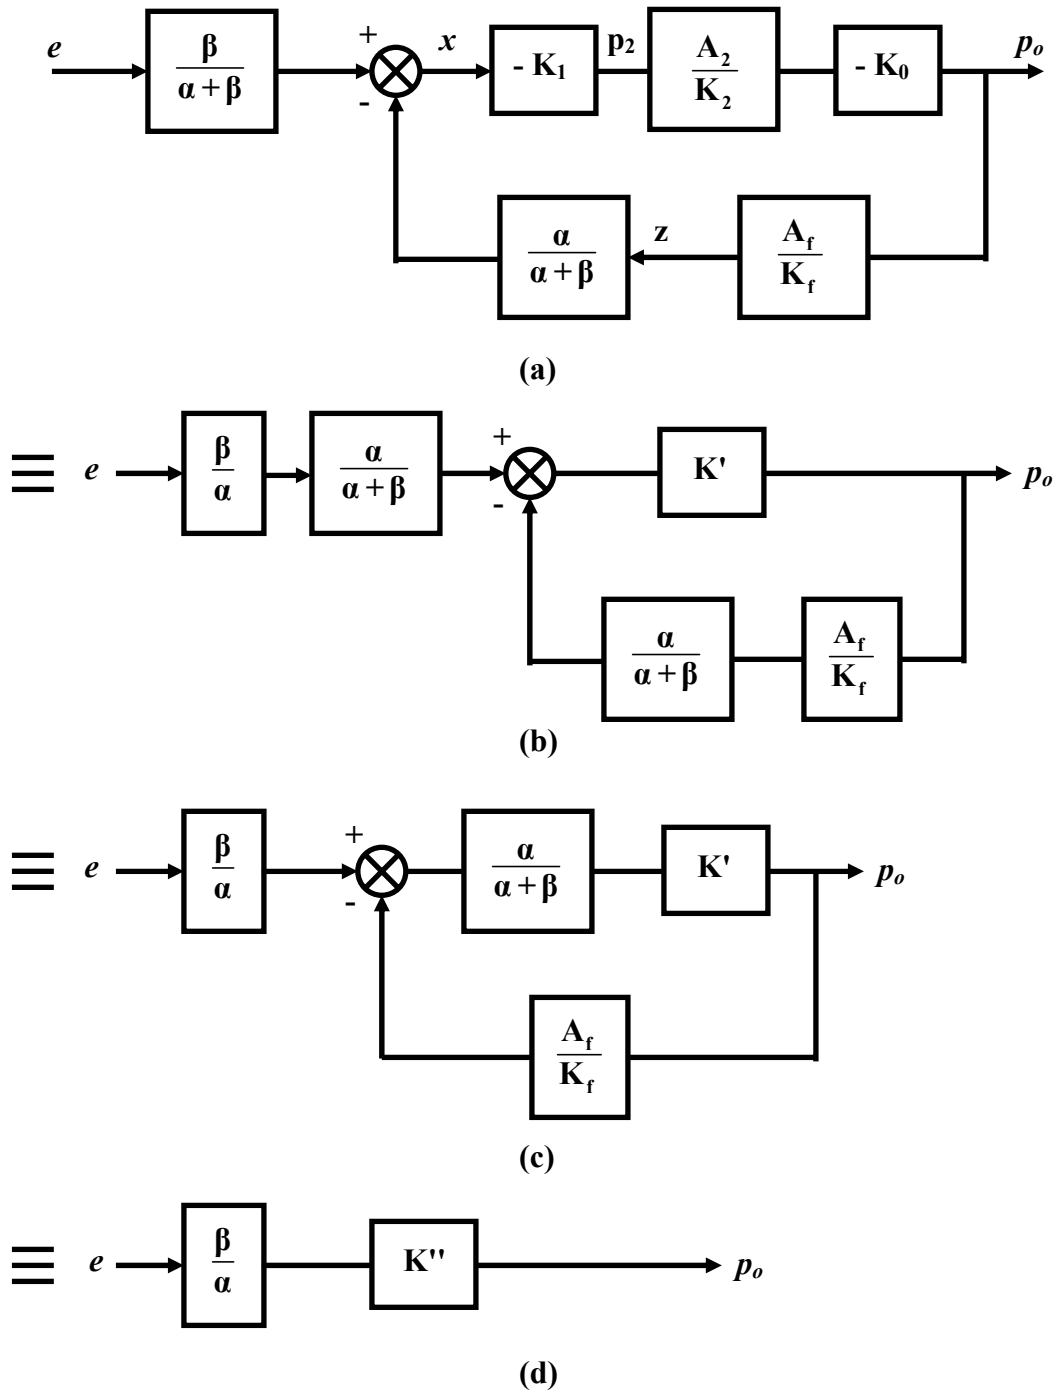 e β/(α + β) + - x - K₁ p₂ A₂/K₂ - K₀ pₒ
α/(α + β) z A_f/K_f
(a)
≡ e β/α α/(α + β) + - K' pₒ
α/(α + β) A_f/K_f
(b)
≡ e β/α + - α/(α + β) K' pₒ
A_f/K_f
(c)
≡ e β/α K'' pₒ
(d)